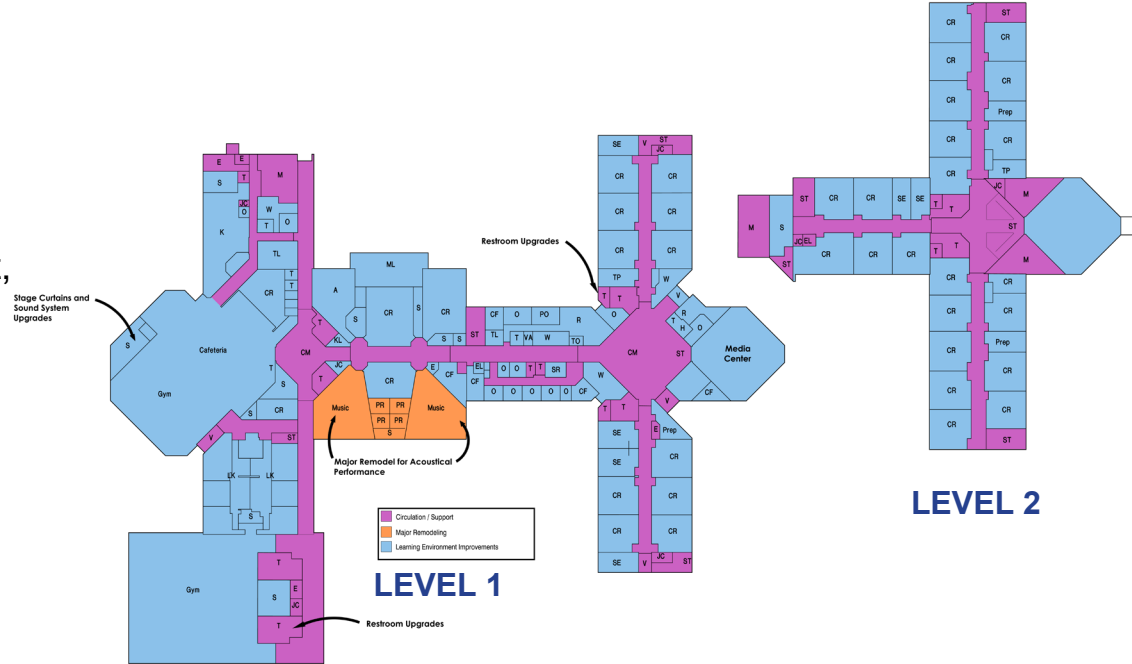 Stage Curtains and
Sound System
Upgrades
Restroom Upgrades
Major Remodel for Acoustical
Performance
Restroom Upgrades
Circulation / Support
Major Remodeling
Learning Environment Improvements
LEVEL 1
LEVEL 2
E
E
S
T
M
JC
O
W
T
O
K
TL
T
CR
T
S
Cafeteria
Gym
T
S
S
CR
CM
T
T
KL
JC
V
ST
LK
LK
S
Gym
T
S
E
JC
T
A
S
ML
CR
S
CR
S
S
CR
E
CF
Music
PR
PR
PR
PR
S
Music
ST
CF
O
PO
R
O
TL
T
VA
W
TO
EL
CF
O
O
T
T
SR
O
O
O
O
O
CF
W
SE
V
ST
JC
CR
CR
CR
CR
CR
CR
TP
W
T
T
V
R
T
H
O
CM
ST
Media
Center
CF
V
T
T
E
Prep
SE
SE
CR
CR
CR
CR
CR
SE
V
JC
ST
CR
ST
CR
CR
CR
CR
Prep
CR
CR
CR
TP
JC
M
T
T
ST
M
T
T
M
S
ST
CR
CR
SE
SE
JC
EL
ST
CR
CR
CR
CR
CR
CR
CR
Prep
CR
CR
CR
CR
ST